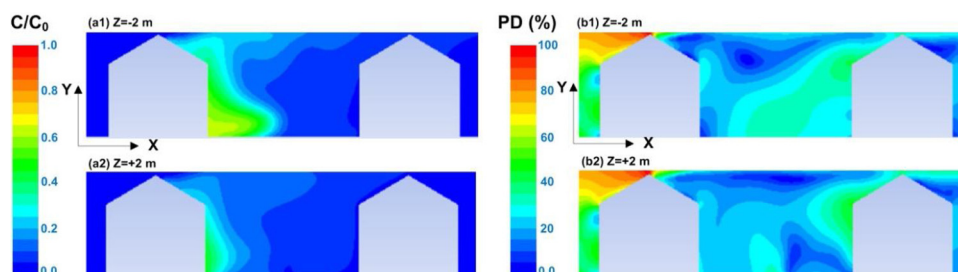 C/C₀
(a1) Z=-2 m
1.0
0.8
Y
0.6
X
(a2) Z=+2 m
0.4
0.2
0.0
PD (%)
(b1) Z=-2 m
100
80
Y
60
X
(b2) Z=+2 m
40
20
0.0